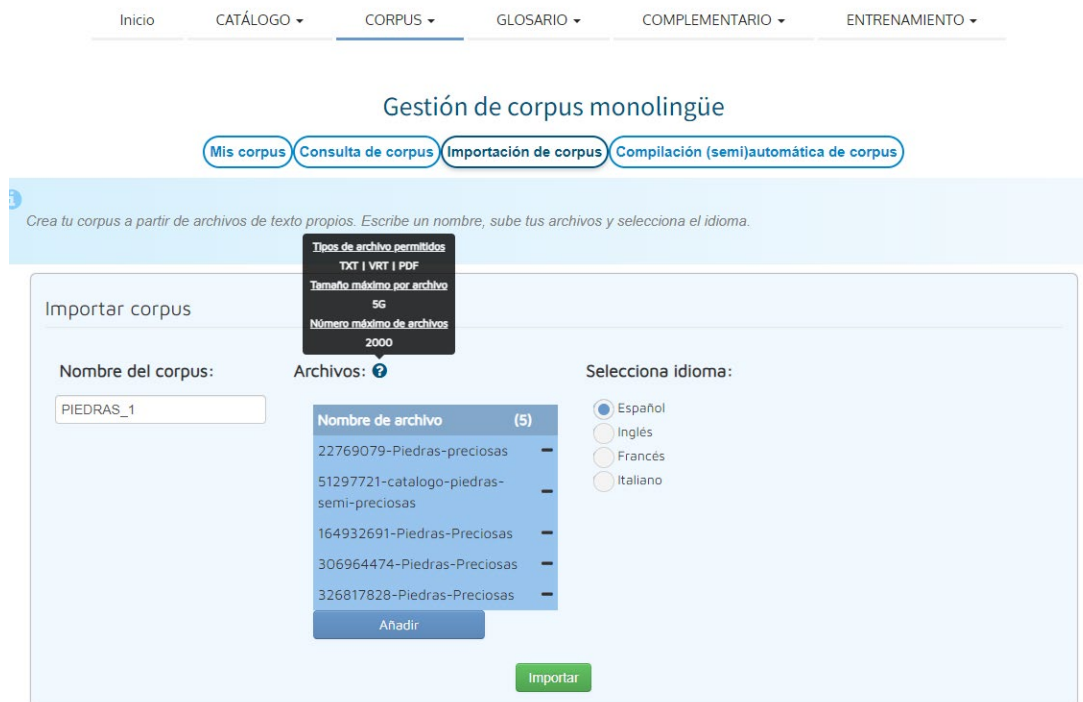 Inicio CATÁLOGO CORPUS GLOSARIO COMPLEMENTARIO ENTRENAMIENTO
Gestión de corpus monolingüe
Mis corpus Consulta de corpus Importación de corpus Compilación (semi)automática de corpus
Crea tu corpus a partir de archivos de texto propios. Escribe un nombre, sube tus archivos y selecciona el idioma.
Tipos de archivo permitidos
TXT | VRT | PDF
Tamaño máximo por archivo
5G
Número máximo de archivos
2000
Importar corpus
Nombre del corpus:
PIEDRAS_1
Archivos: ?
Nombre de archivo (5)
22769079-Piedras-preciosas
51297721-catalogo-piedras-
semi-preciosas
164932691-Piedras-Preciosas
306964474-Piedras-Preciosas
326817828-Piedras-Preciosas
Añadir
Selecciona idioma:
Español
Inglés
Francés
Italiano
Importar